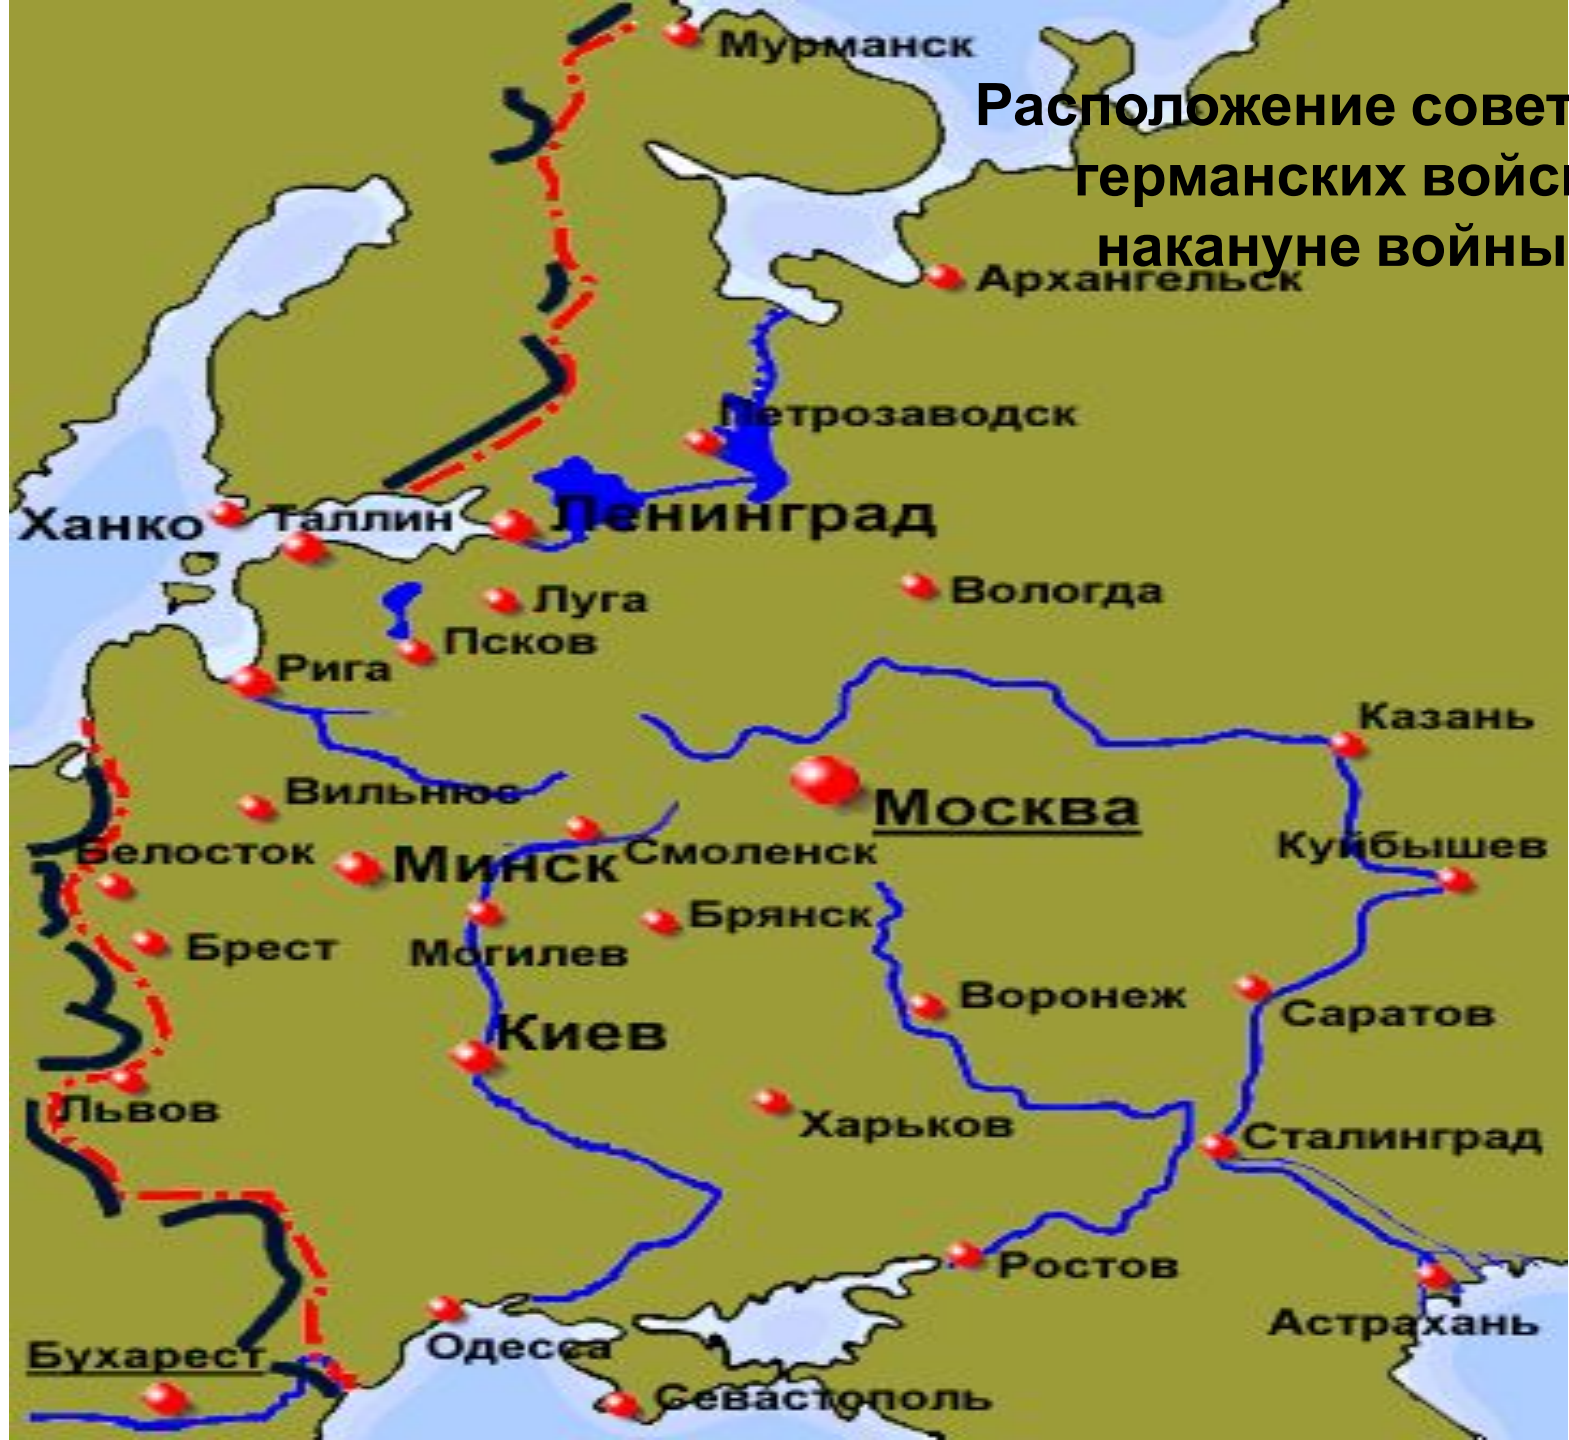 Мурманск
Расположение совет
германских войс
накануне войны
Архангельск
Петрозаводск
Ханко
Таллин
Ленинград
Луга
Вологда
Псков
Рига
Казань
Вильнюс
Москва
Белосток
Минск
Смоленск
Куйбышев
Брянск
Брест
Могилев
Воронеж
Саратов
Киев
Львов
Харьков
Сталинград
Ростов
Астрахань
Бухарест
Одесса
Севастополь